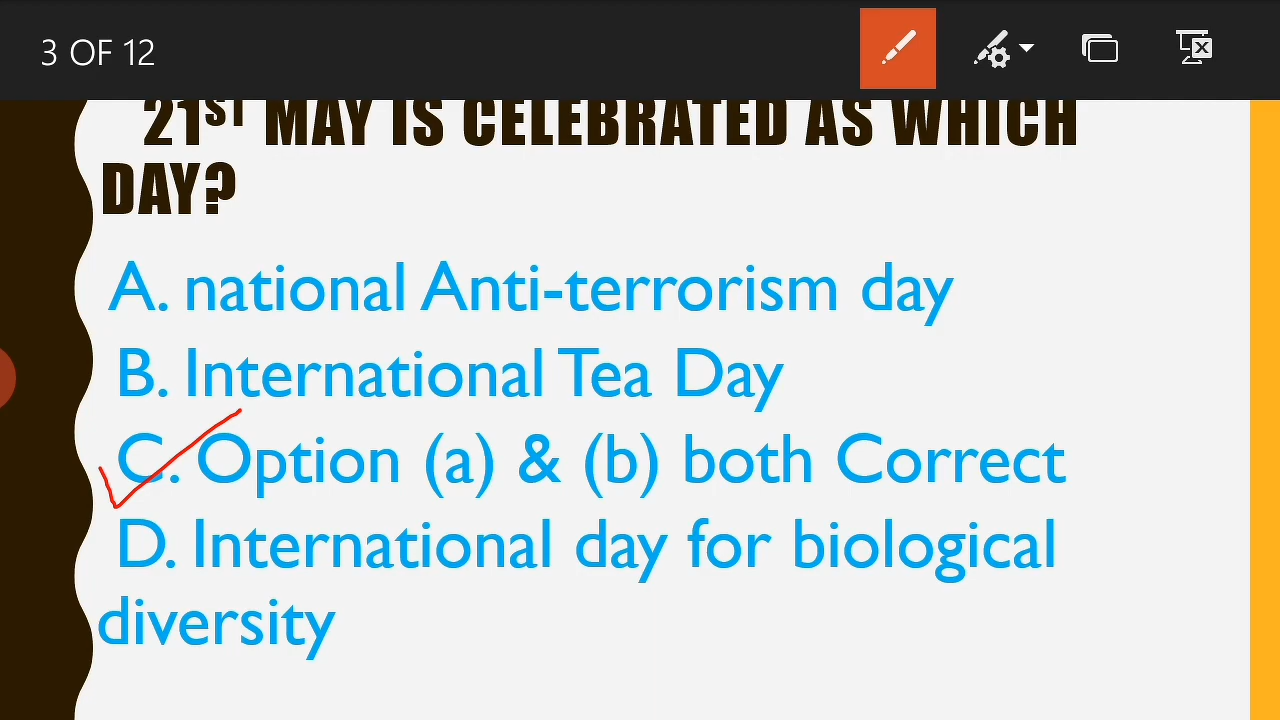 3 OF 12
21ST MAY IS CELEBRATED AS WHICH
DAY?
A. national Anti-terrorism day
B. International Tea Day
C. Option (a) & (b) both Correct
D. International day for biological
diversity